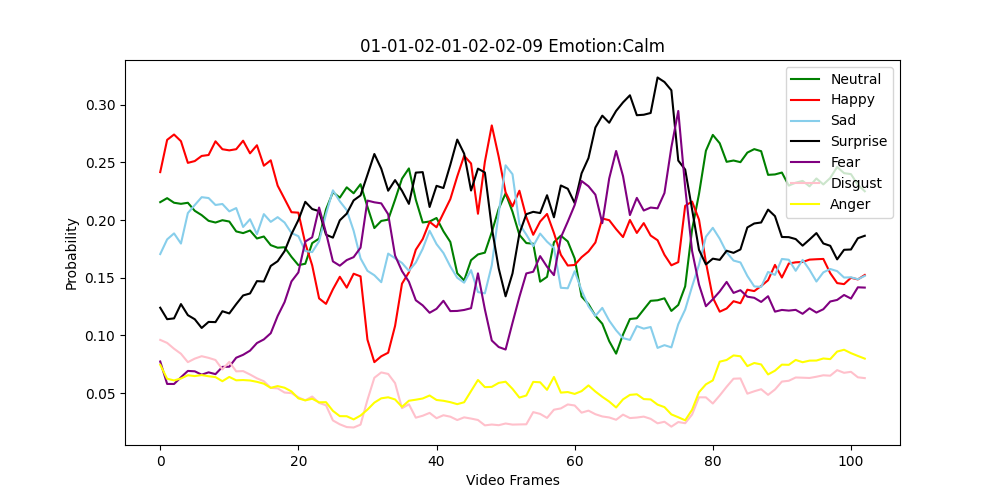 01-01-02-01-02-02-09 Emotion:Calm
Probability
0.30
0.25
0.20
0.15
0.10
0.05
0 20 40 60 80 100
Video Frames
Neutral
Happy
Sad
Surprise
Fear
Disgust
Anger